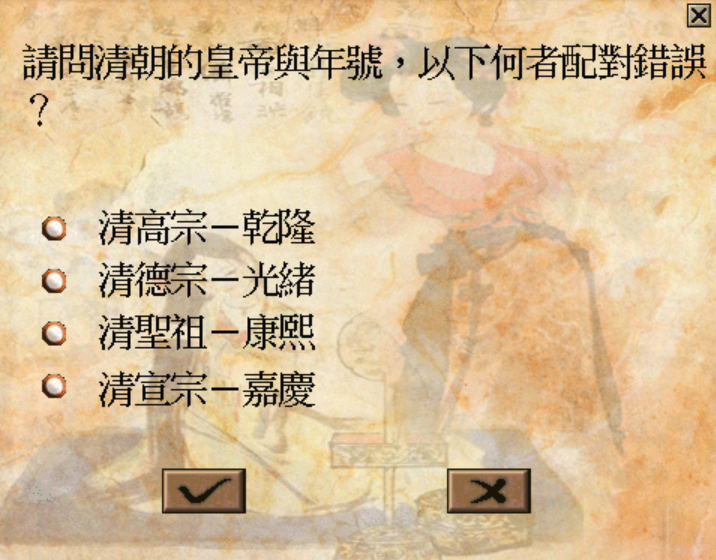 請問清朝的皇帝與年號，以下何者配對錯誤
？
清高宗－乾隆
清德宗－光緒
清聖祖－康熙
清宣宗－嘉慶